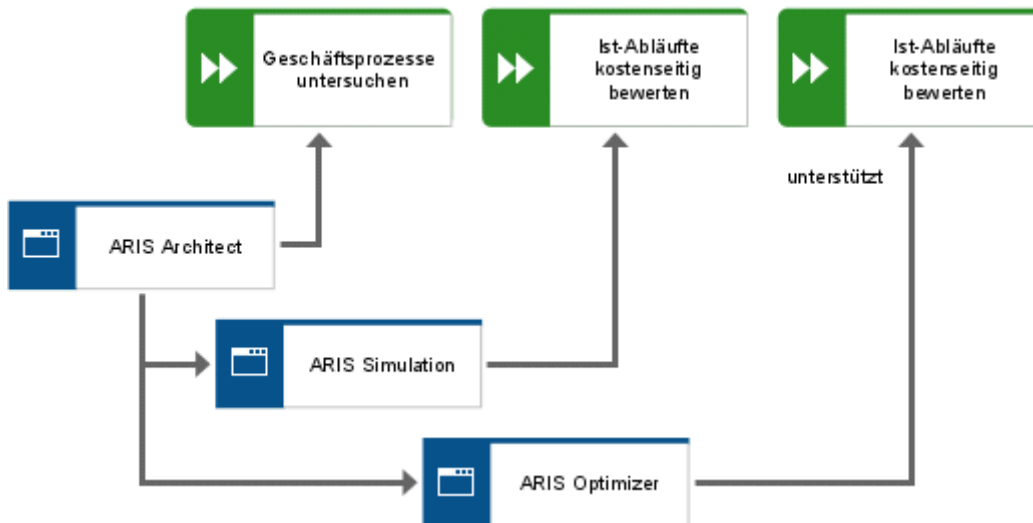 Geschäftsprozesse
untersuchen
Ist-Abläufte
kostenseitig
bewerten
Ist-Abläufte
kostenseitig
bewerten
unterstützt
ARIS Architect
ARIS Simulation
ARIS Optimizer